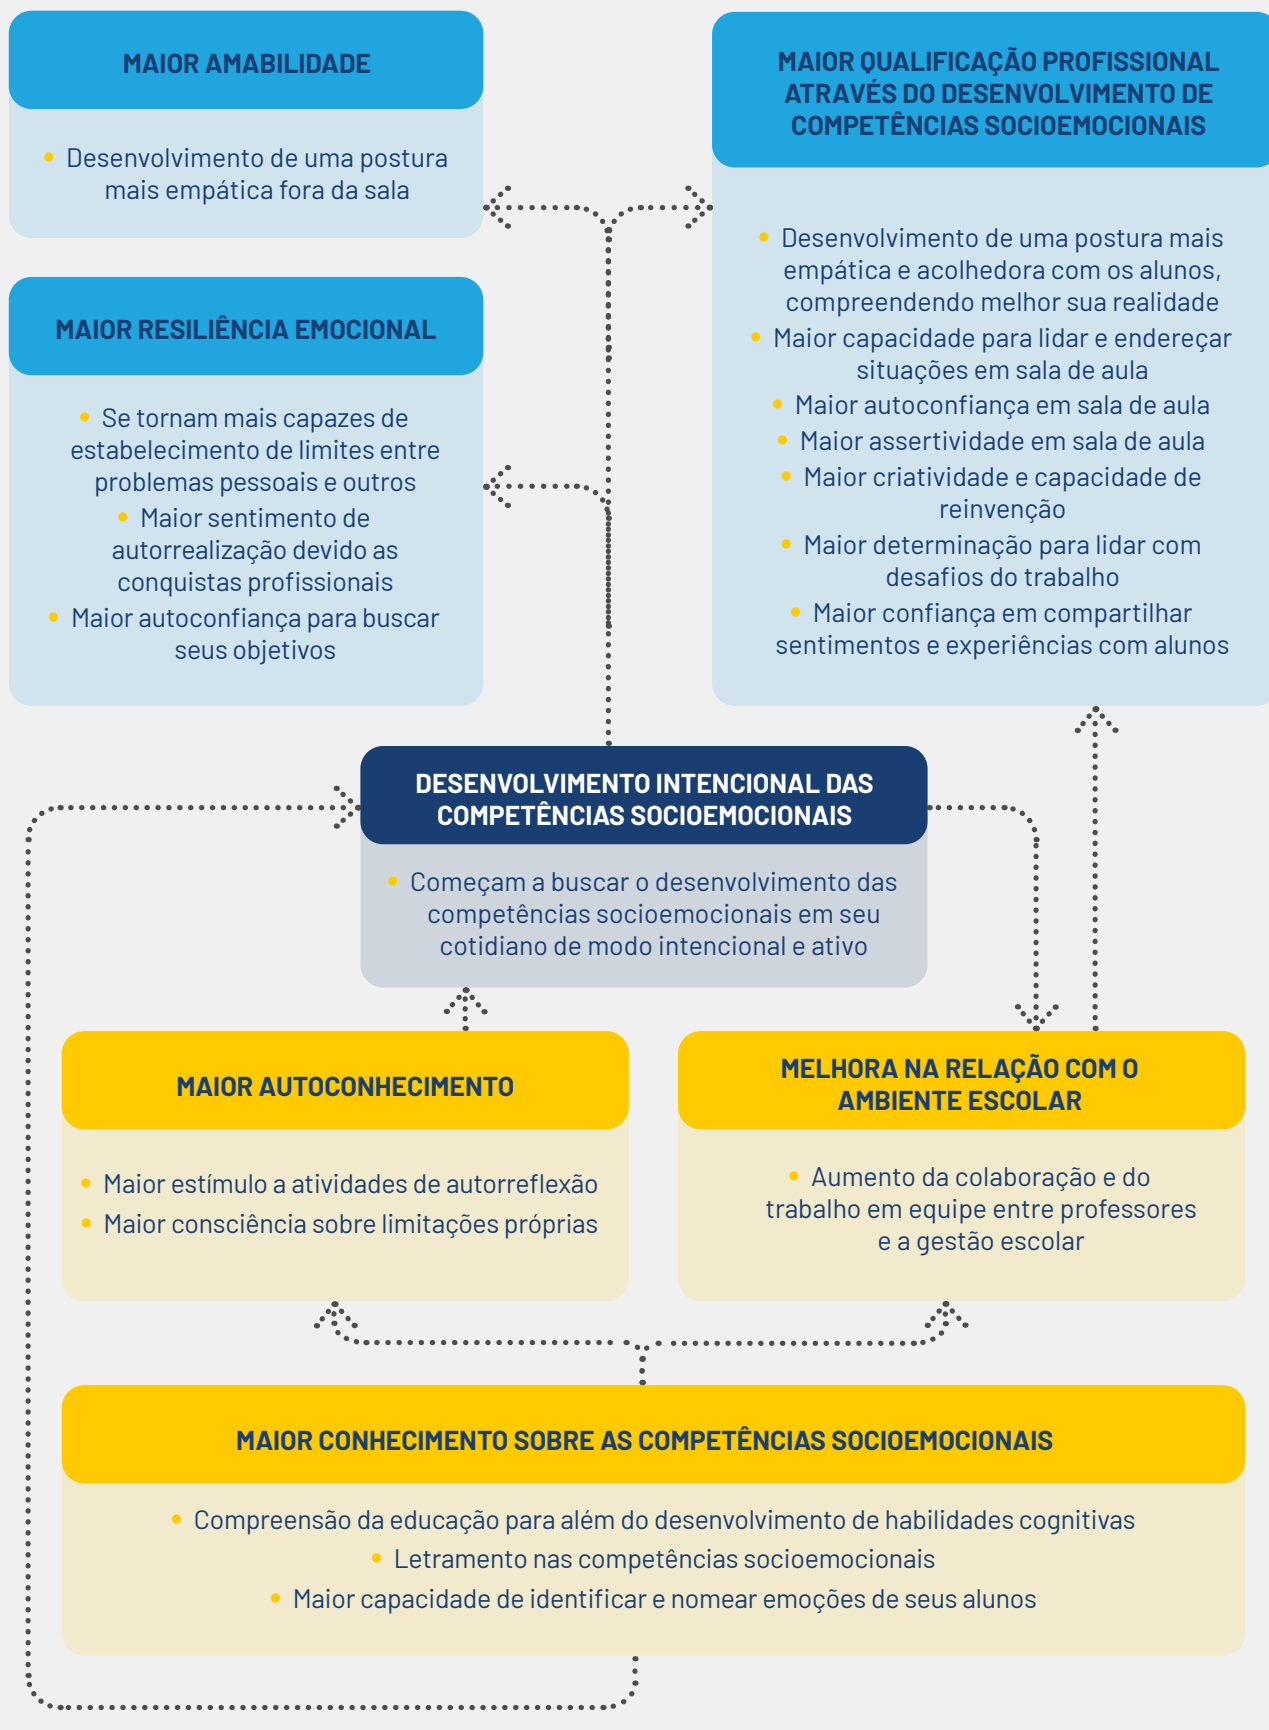 MAIOR AMABILIDADE
• Desenvolvimento de uma postura
mais empática fora da sala
MAIOR QUALIFICAÇÃO PROFISSIONAL
ATRAVÉS DO DESENVOLVIMENTO DE
COMPETÊNCIAS SOCIOEMOCIONAIS
• Desenvolvimento de uma postura mais
empática e acolhedora com os alunos,
compreendendo melhor sua realidade
• Maior capacidade para lidar e endereçar
situações em sala de aula
• Maior autoconfiança em sala de aula
• Maior assertividade em sala de aula
• Maior criatividade e capacidade de
reinvenção
• Maior determinação para lidar com
desafios do trabalho
• Maior confiança em compartilhar
sentimentos e experiências com alunos
MAIOR RESILIÊNCIA EMOCIONAL
• Se tornam mais capazes de
estabelecimento de limites entre
problemas pessoais e outros
• Maior sentimento de
autorrealização devido as
conquistas profissionais
• Maior autoconfiança para buscar
seus objetivos
DESENVOLVIMENTO INTENCIONAL DAS
COMPETÊNCIAS SOCIOEMOCIONAIS
• Começam a buscar o desenvolvimento das
competências socioemocionais em seu
cotidiano de modo intencional e ativo
MAIOR AUTOCONHECIMENTO
• Maior estímulo a atividades de autorreflexão
• Maior consciência sobre limitações próprias
MELHORA NA RELAÇÃO COM O
AMBIENTE ESCOLAR
• Aumento da colaboração e do
trabalho em equipe entre professores
e a gestão escolar
MAIOR CONHECIMENTO SOBRE AS COMPETÊNCIAS SOCIOEMOCIONAIS
• Compreensão da educação para além do desenvolvimento de habilidades cognitivas
• Letramento nas competências socioemocionais
• Maior capacidade de identificar e nomear emoções de seus alunos